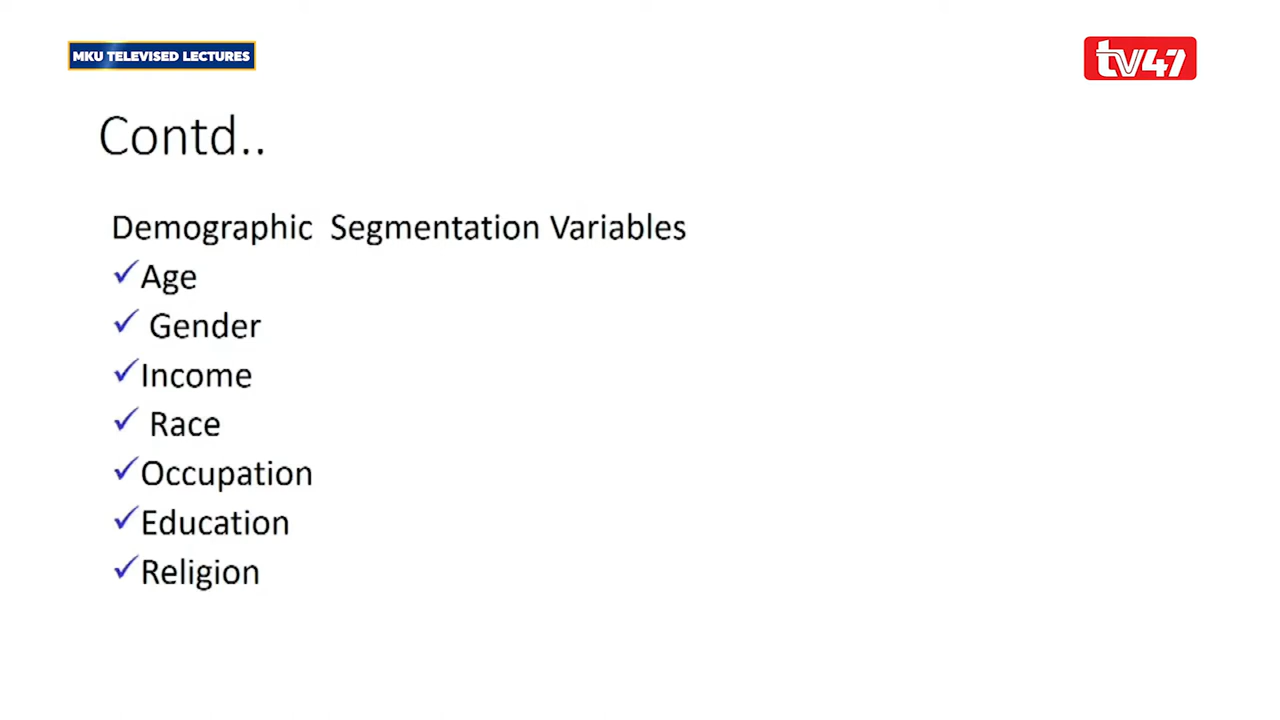 MKU TELEVISED LECTURES
tv47
Contd..
Demographic Segmentation Variables
✓Age
✓ Gender
✓Income
✓ Race
✓Occupation
✓Education
✓Religion